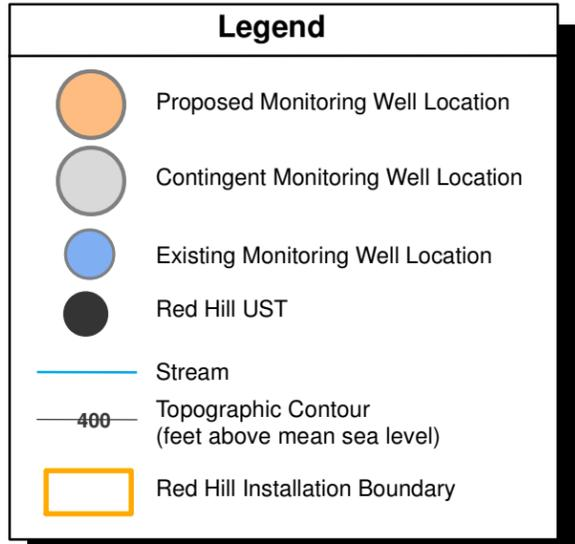 Legend
Proposed Monitoring Well Location
Contingent Monitoring Well Location
Existing Monitoring Well Location
Red Hill UST
Stream
400
Topographic Contour
(feet above mean sea level)
Red Hill Installation Boundary